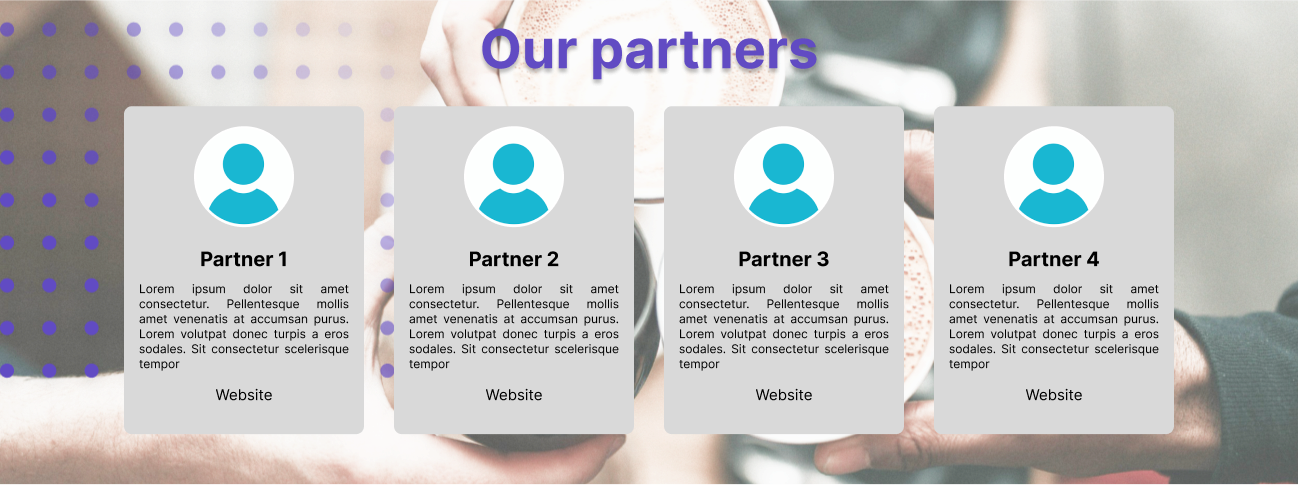 Our partners
Partner 1
Lorem ipsum dolor sit amet
consectetur. Pellentesque mollis
amet venenatis at accumsan purus.
Lorem volutpat donec turpis a eros
sodales. Sit consectetur scelerisque
tempor
Website
Partner 2
Lorem ipsum dolor sit amet
consectetur. Pellentesque mollis
amet venenatis at accumsan purus.
Lorem volutpat donec turpis a eros
sodales. Sit consectetur scelerisque
tempor
Website
Partner 3
Lorem ipsum dolor sit amet
consectetur. Pellentesque mollis
amet venenatis at accumsan purus.
Lorem volutpat donec turpis a eros
sodales. Sit consectetur scelerisque
tempor
Website
Partner 4
Lorem ipsum dolor sit amet
consectetur. Pellentesque mollis
amet venenatis at accumsan purus.
Lorem volutpat donec turpis a eros
sodales. Sit consectetur scelerisque
tempor
Website